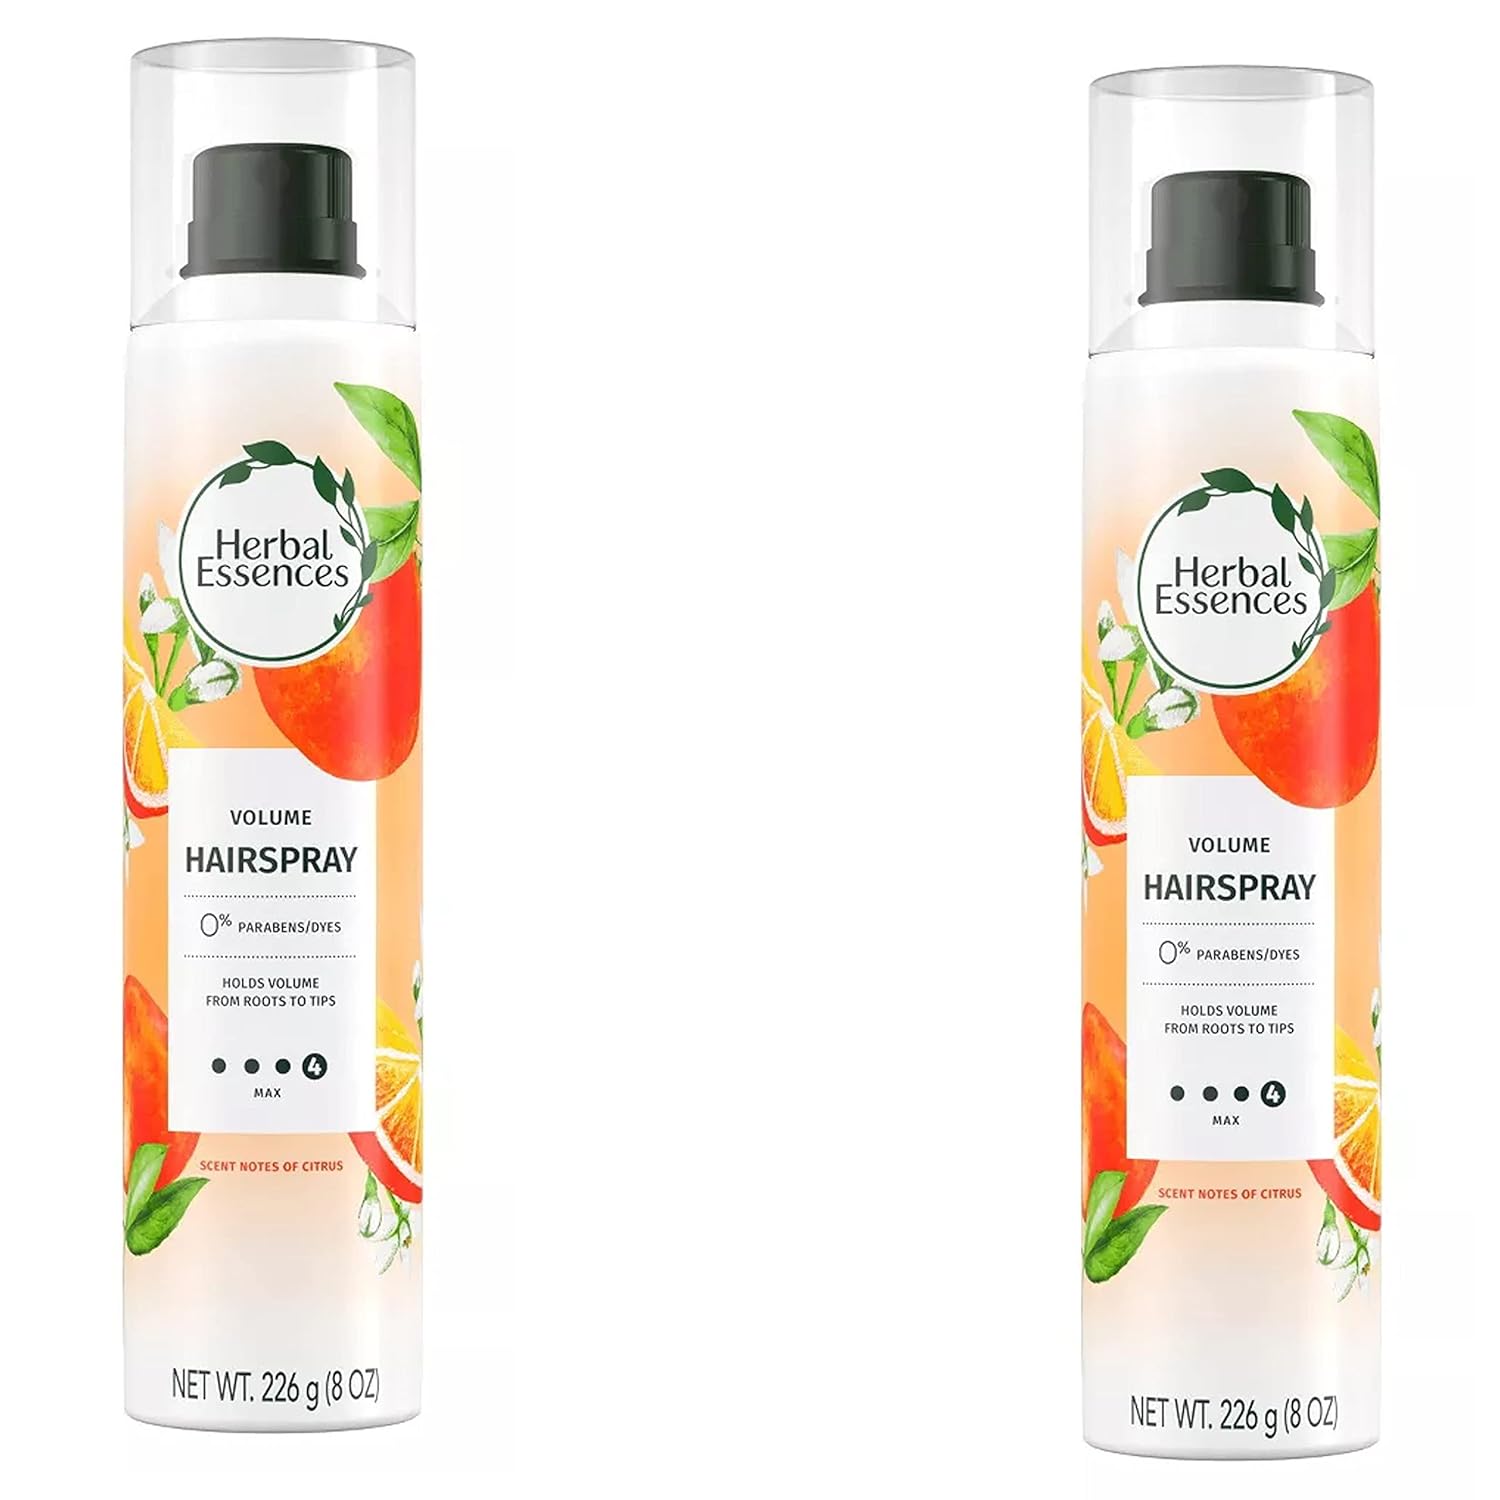 Herbal
Essences
VOLUME
HAIRSPRAY
0% PARABENS/DYES
HOLDS VOLUME
FROM ROOTS TO TIPS
4
MAX
SCENT NOTES OF CITRUS
NET WT. 226 g (8 OZ)
Herbal
Essences
VOLUME
HAIRSPRAY
0% PARABENS/DYES
HOLDS VOLUME
FROM ROOTS TO TIPS
4
MAX
SCENT NOTES OF CITRUS
NET WT. 226 g (8 OZ)